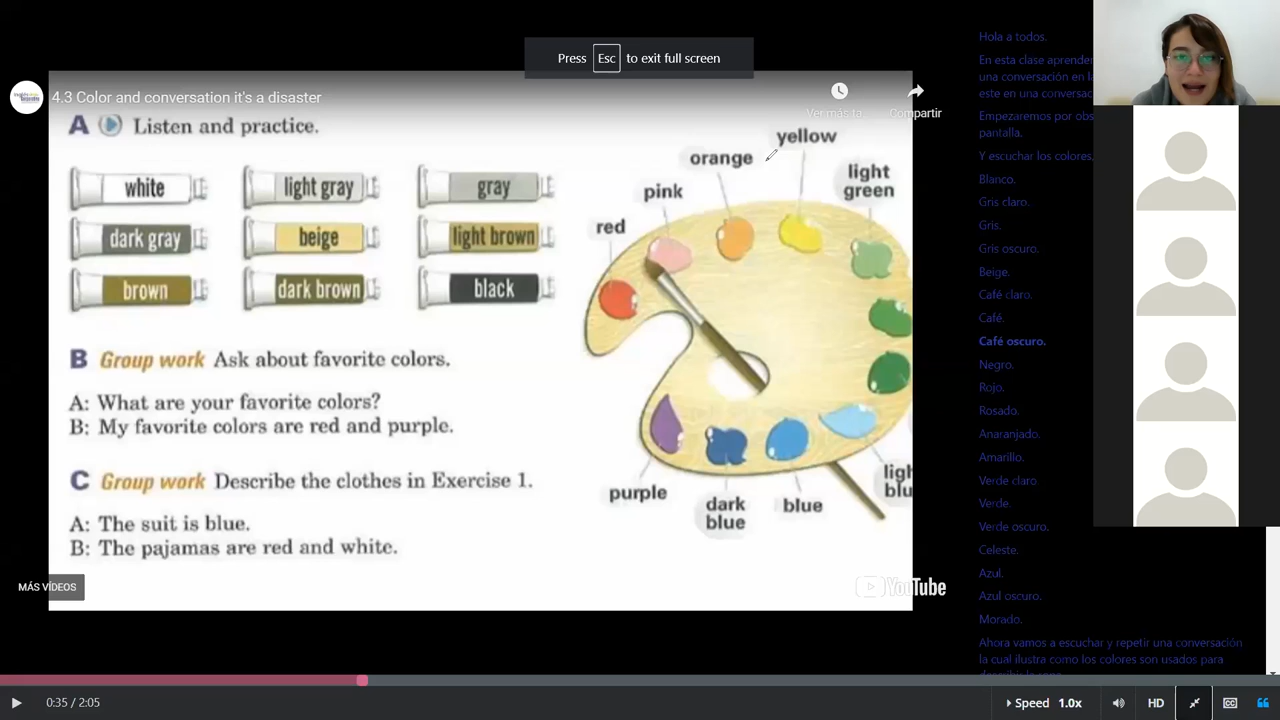 Press Esc to exit full screen
4.3 Color and conversation it's a disaster
Ver más ta...
Compartir
A Listen and practice.
white
light gray
gray
dark gray
beige
light brown
brown
dark brown
black
yellow
orange
light
green
pink
red
purple
dark
blue
blue
B Group work Ask about favorite colors.
A: What are your favorite colors?
B: My favorite colors are red and purple.
C Group work Describe the clothes in Exercise 1.
A: The suit is blue.
B: The pajamas are red and white.
MÁS VÍDEOS
YouTube
Hola a todos.
En esta clase
una conversación en
este en una
Empezaremos por
pantalla.
Y escuchar los colores.
Blanco.
Gris claro.
Gris.
Gris oscuro.
Beige.
Café claro.
Café.
Café oscuro.
Negro.
Rojo.
Rosado.
Anaranjado.
Amarillo.
Verde claro
Verde.
Verde oscuro.
Celeste.
Azul.
Azul oscuro.
Morado.
Ahora vamos a escuchar y repetir una conversación
la cual ilustra como los colores son usados para
0:35 / 2:05
Speed 1.0x
HD
CC